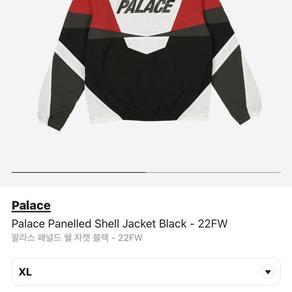 PALACE
Palace
Palace Panelled Shell Jacket Black - 22FW
팔라스 패널드 쉘 자켓 블랙 - 22FW
XL